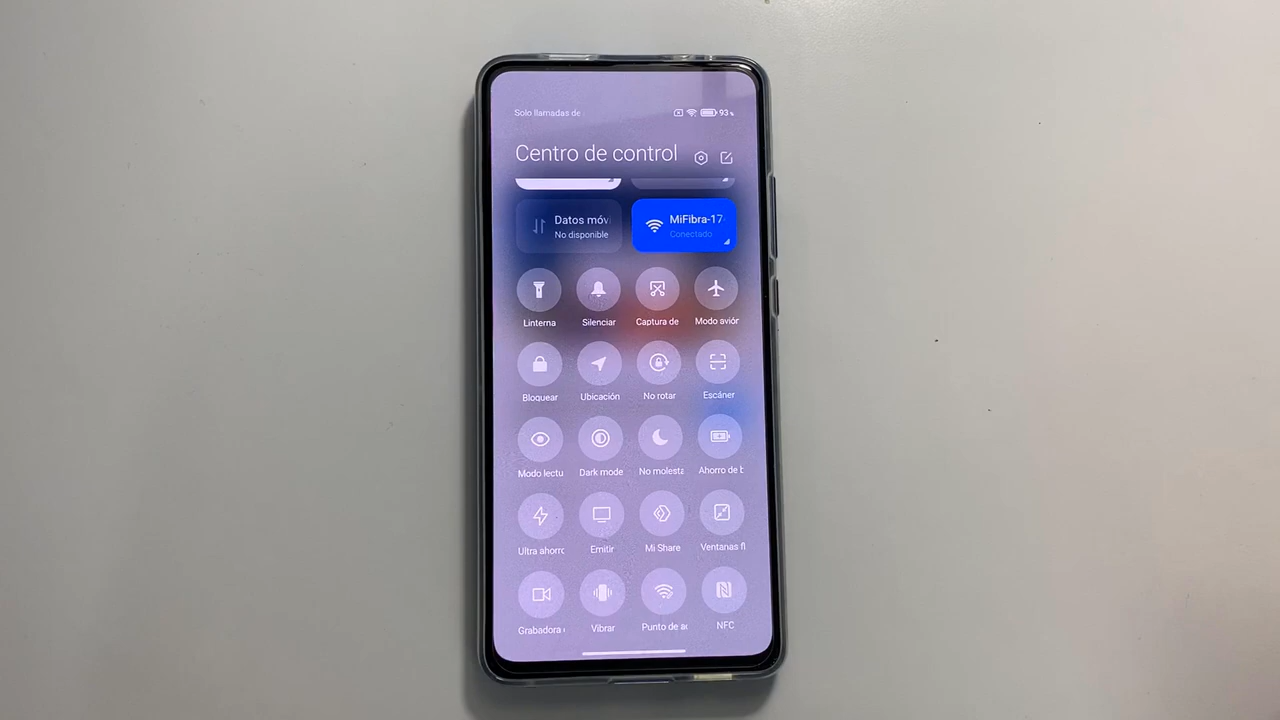 Solo llamadas de
93%
Centro de control
Datos móvi
No disponible
MiFibra-17
Conectado
Linterna
Silenciar
Captura de
Modo avión
Bloquear
Ubicación
No rotar
Escáner
Modo lectu
Dark mode
No molesta
Ahorro de b
Ultra ahorro
Emitir
Mi Share
Ventanas fl
Grabadora
Vibrar
Punto de ac
NFC